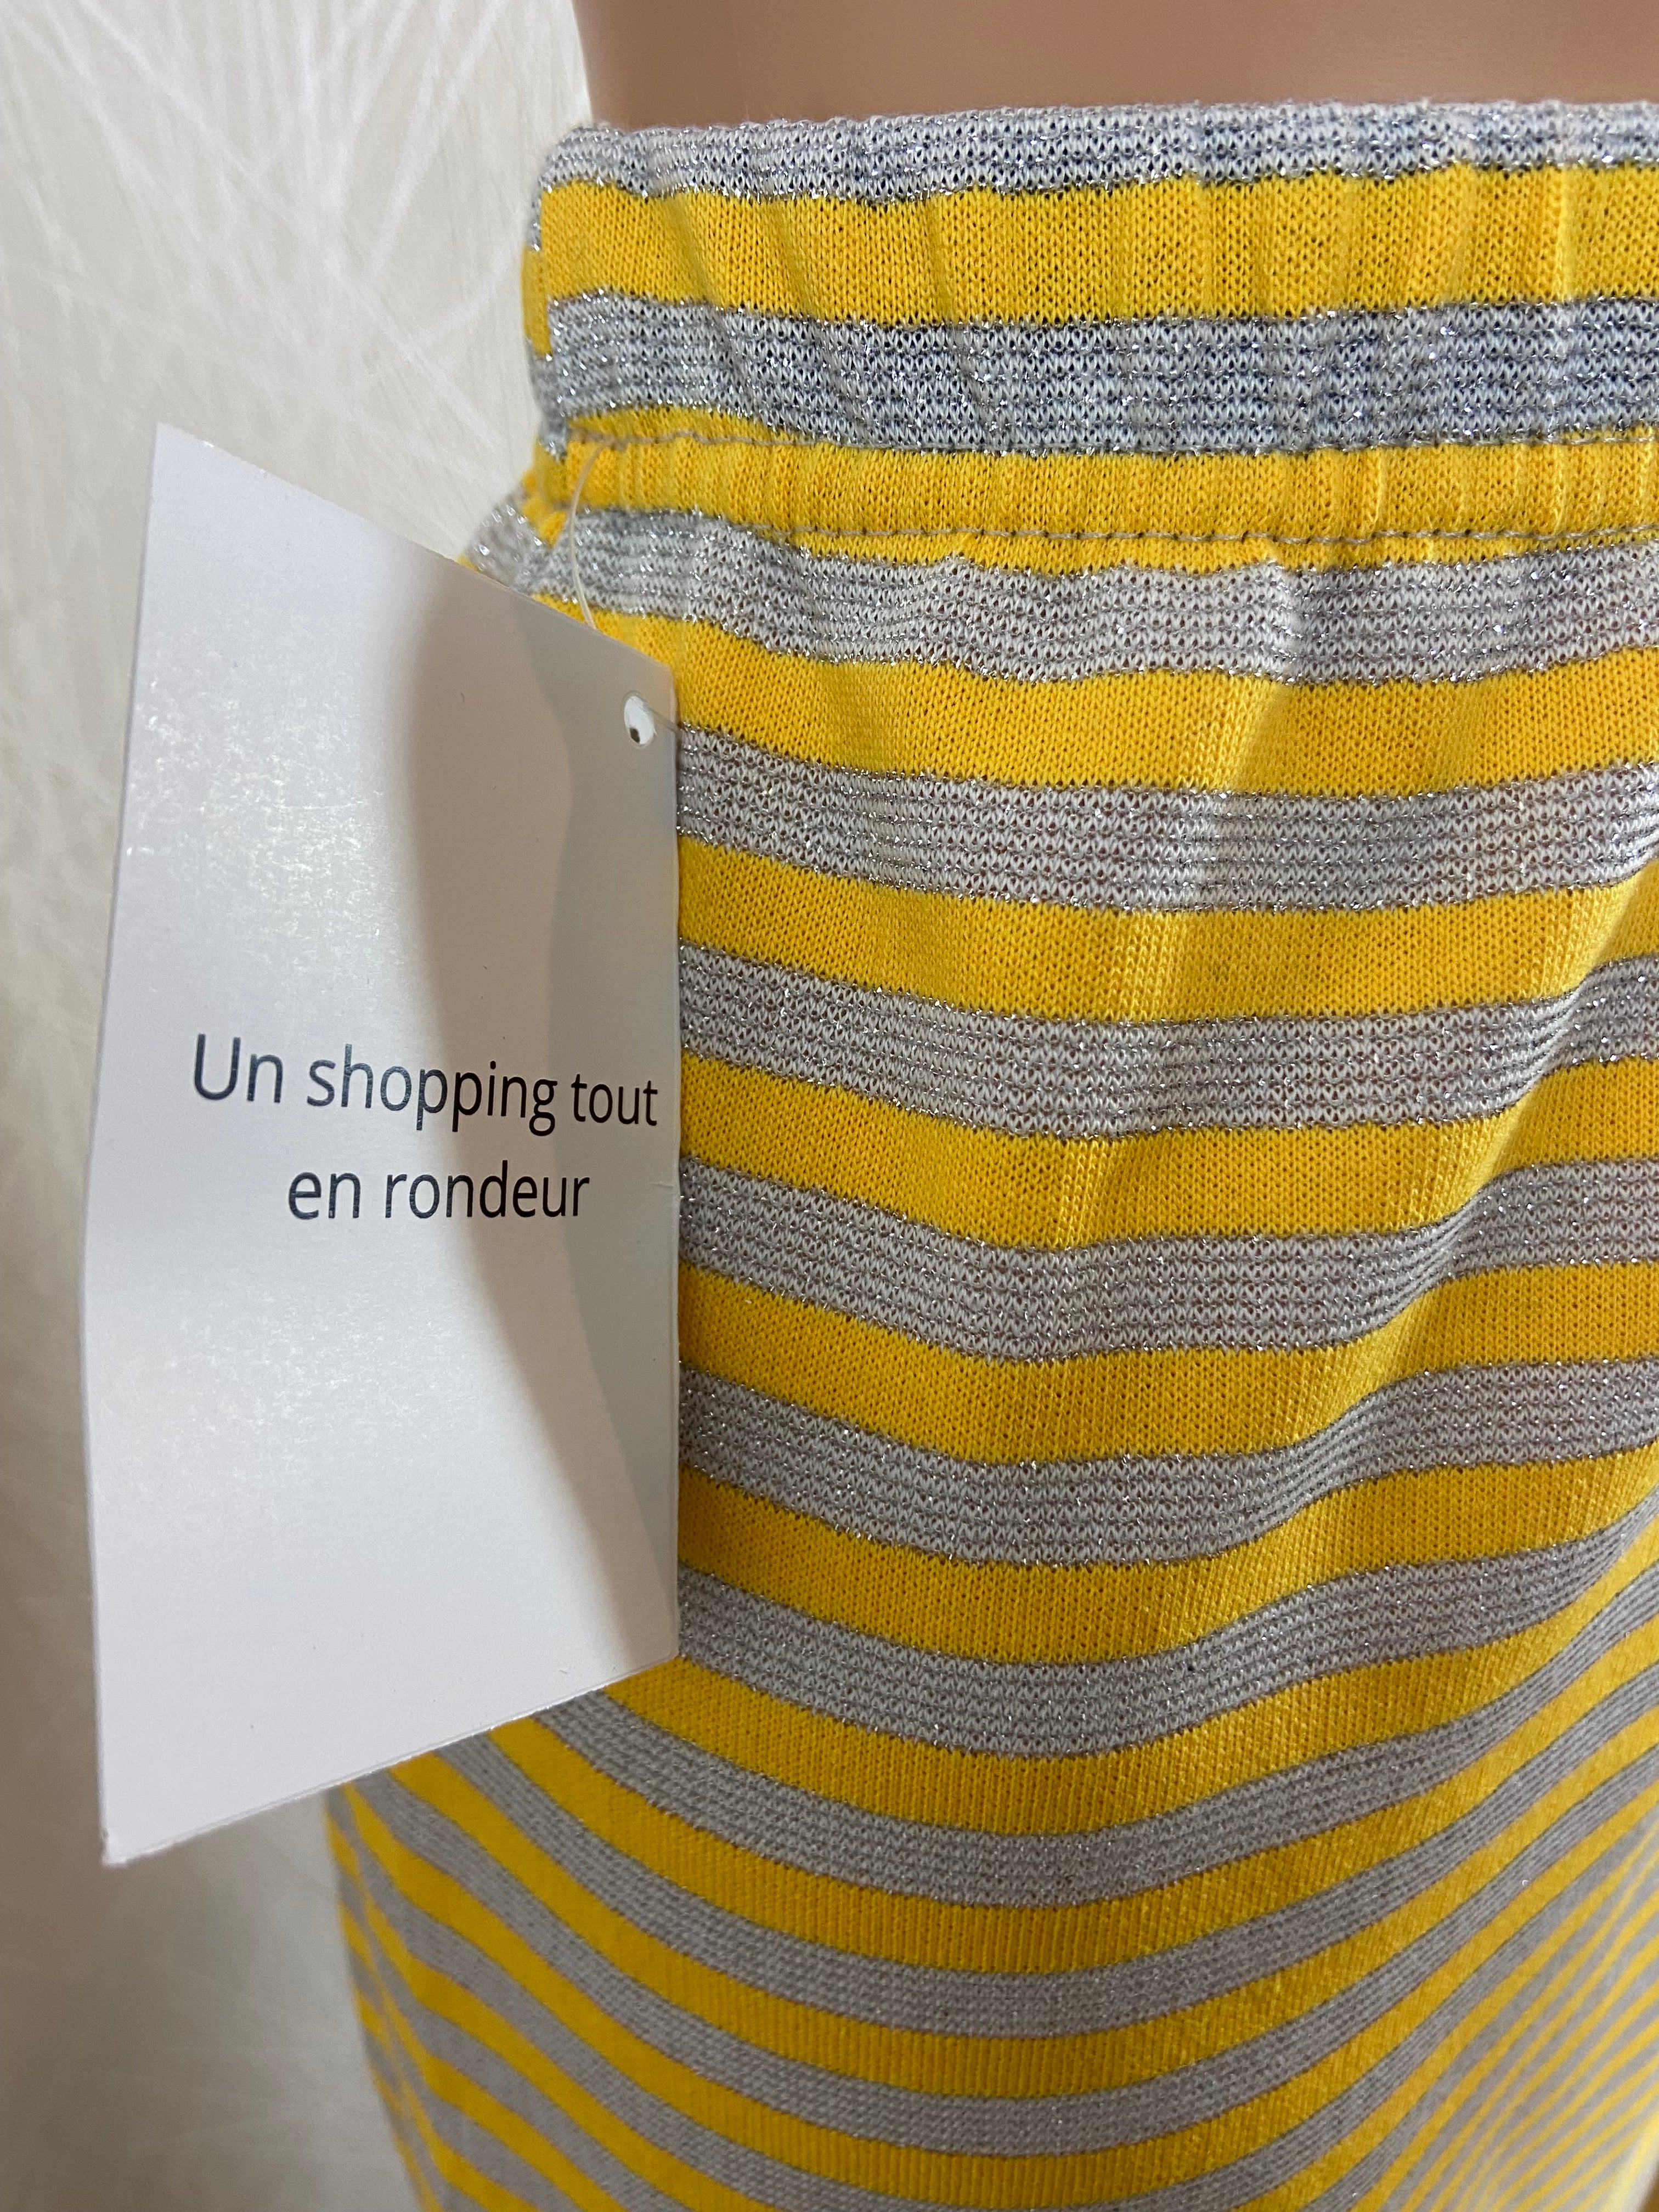 Un shopping tout
en rondeur